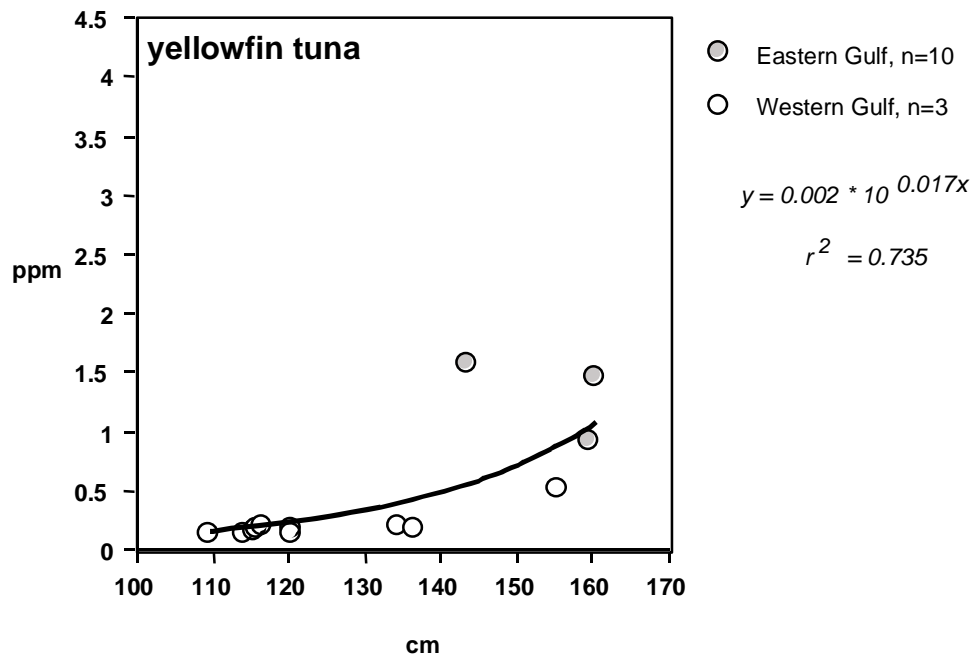 yellowfin tuna
4.5
4
3.5
3
2.5
2
1.5
1
0.5
0
ppm
100 110 120 130 140 150 160 170
cm
Eastern Gulf, n=10
Western Gulf, n=3
y = 0.002 * 10 0.017x
r 2 = 0.735